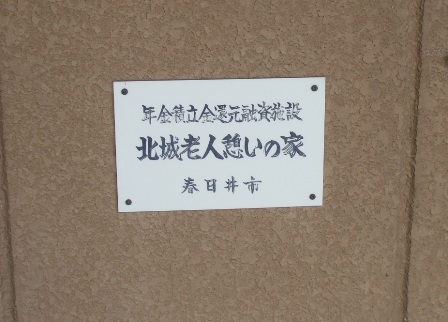 年金積立金還元融資施設
北城老人憩いの家
春日井市